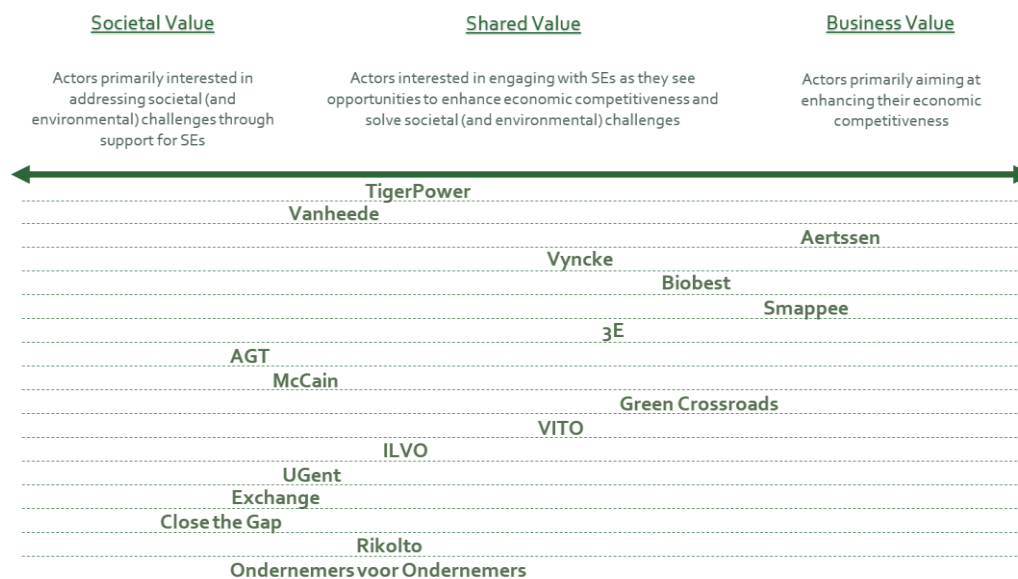 Societal Value
Shared Value
Business Value
Actors primarily interested in
addressing societal (and
environmental) challenges through
support for SEs
Actors interested in engaging with SEs as they see
opportunities to enhance economic competitiveness and
solve societal (and environmental) challenges
Actors primarily aiming at
enhancing their economic
competitiveness
TigerPower
Vanheede
Aertssen
Vyncke
Biobest
Smappee
3E
AGT
McCain
Green Crossroads
VITO
ILVO
UGent
Exchange
Close the Gap
Rikolto
Ondernemers voor Ondernemers